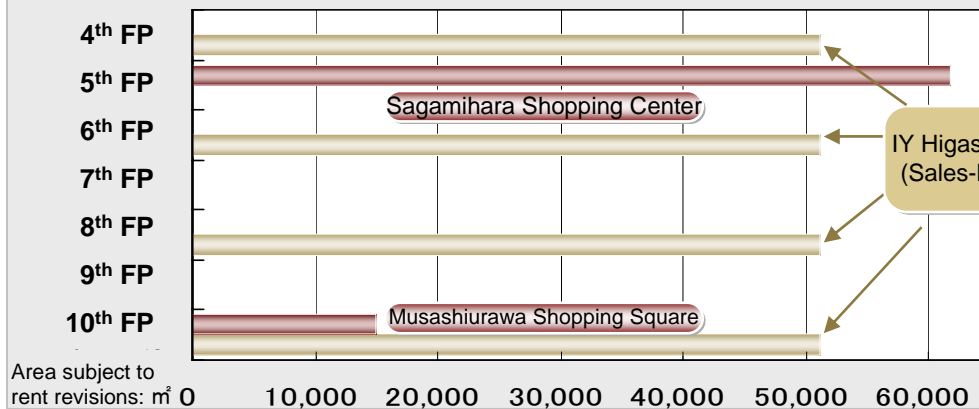 4th FP
5th FP
Sagamihara Shopping Center
6th FP
IY Higas
(Sales-
7th FP
8th FP
9th FP
10th FP
Musashiurawa Shopping Square
Area subject to
rent revisions: ㎡ 0 10,000 20,000 30,000 40,000 50,000 60,000